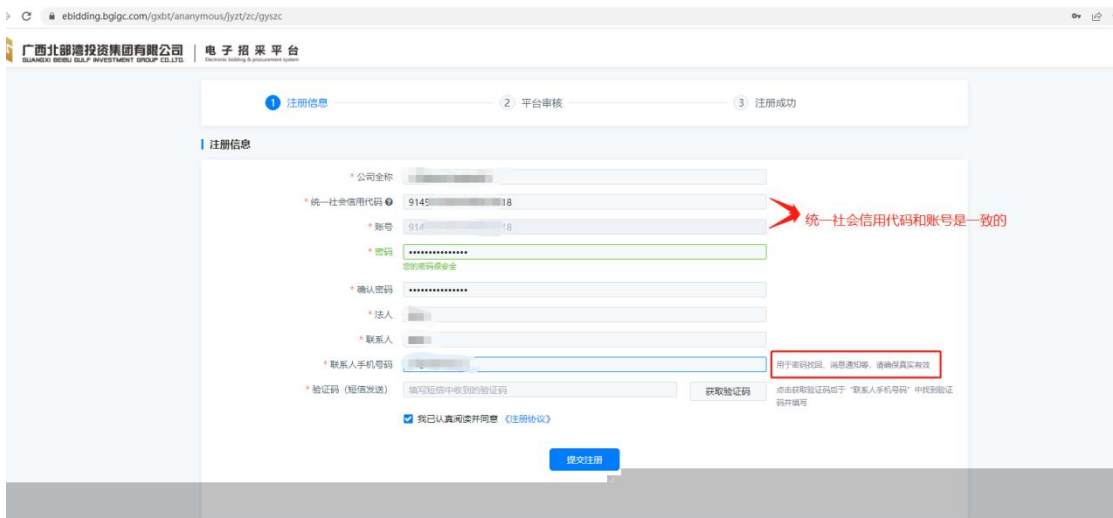 ebidding.bgigc.com/gxbt/ananymous/jyzt/zc/gyszc
广西北部湾投资集团有限公司 电子招采平台
GUANGXI BEIBU GULF INVESTMENT GROUP CO.,LTD. Electronic bidding & procurement system
1 注册信息 2 平台审核 3 注册成功
注册信息
* 公司全称
* 统一社会信用代码 9145 18
* 账号 914 18
统一社会信用代码和账号是一致的
* 密码 •••••••••••••••
您的密码很安全
* 确认密码 •••••••••••••••
* 法人
* 联系人
* 联系人手机号码 用于密码找回、消息通知等，请确保真实有效
* 验证码（短信发送） 填写短信中收到的验证码 获取验证码 点击获取验证码后于“联系人手机号码”中找到验证
码并填写
我已认真阅读并同意 《注册协议》
提交注册